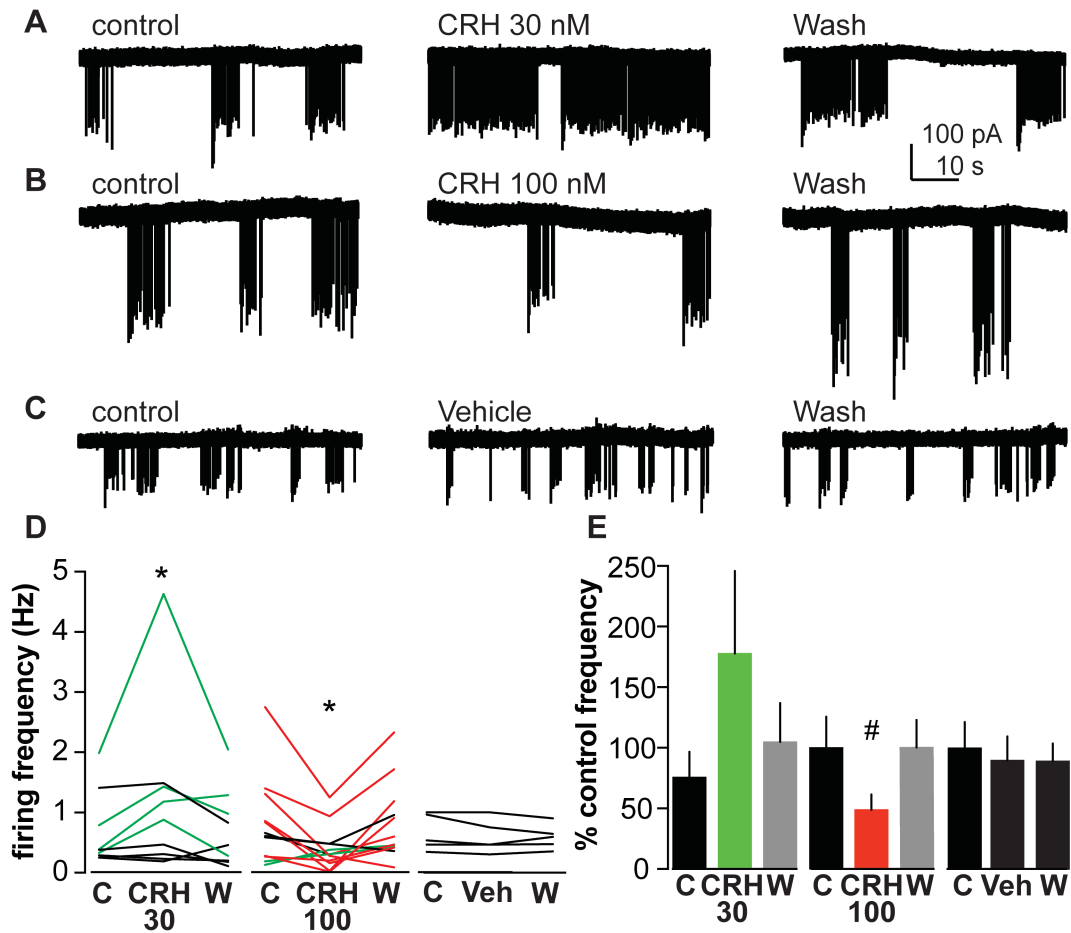 A
control
CRH 30 nM
Wash
100 pA
10 s
B
control
CRH 100 nM
Wash
C
control
Vehicle
Wash
D
firing frequency (Hz)
5
4
3
2
1
0
*
*
C CRH W C CRH W C Veh W
30 100
E
% control frequency
250
200
150
100
50
0
#
C CRH W C CRH W C Veh W
30 100